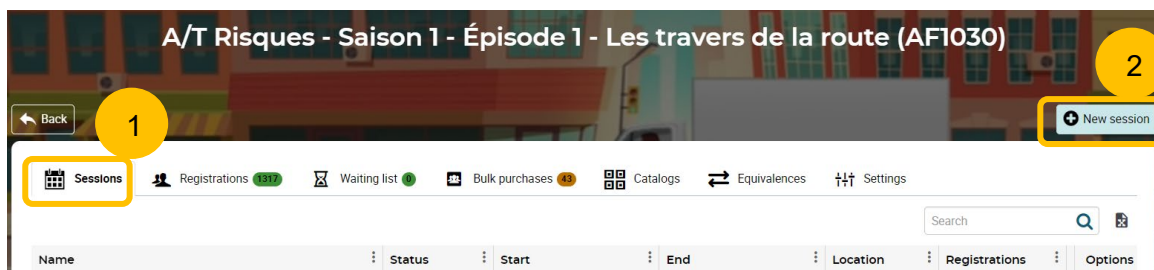 A/T Risques - Saison 1 - Épisode 1 - Les travers de la route (AF1030)
2
Back
1
New session
Sessions Registrations 1317 Waiting list 0 Bulk purchases 43 Catalogs Equivalences Settings
Search
Name Status Start End Location Registrations Options